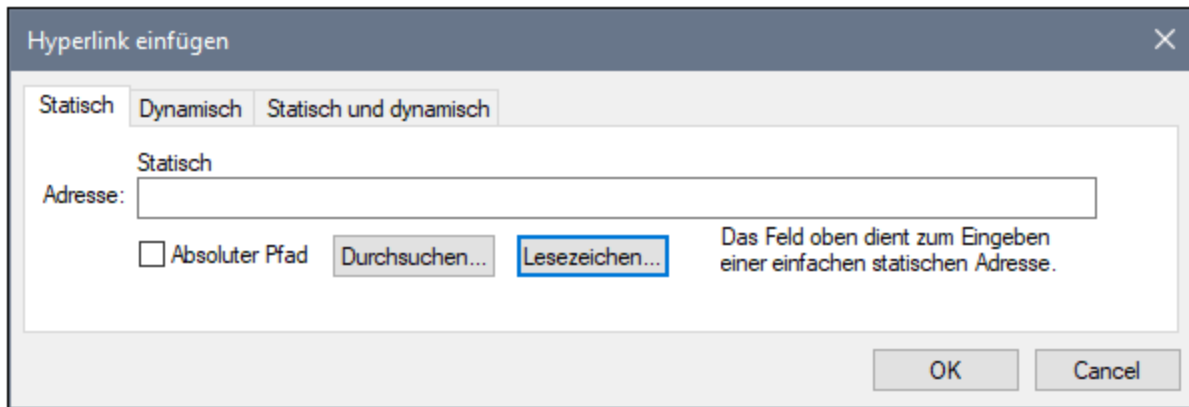 Hyperlink einfügen
Statisch
Dynamisch
Statisch und dynamisch
Statisch
Adresse:
Absoluter Pfad
Durchsuchen...
Lesezeichen...
Das Feld oben dient zum Eingeben
einer einfachen statischen Adresse.
OK
Cancel